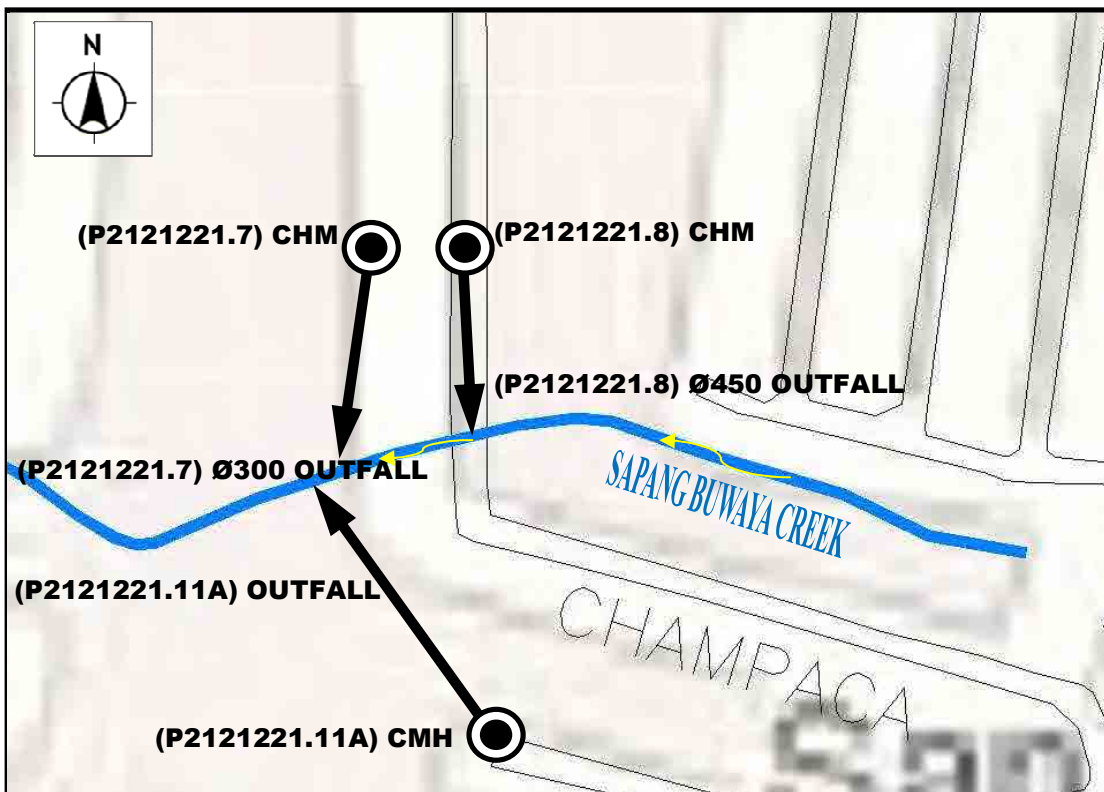 N
(P2121221.7) CHM
(P2121221.8) CHM
(P2121221.8) Ø450 OUTFALL
(P2121221.7) Ø300 OUTFALL
SAPANG BUWAYA CREEK
(P2121221.11A) OUTFALL
CHAMPACA
(P2121221.11A) CMH
San